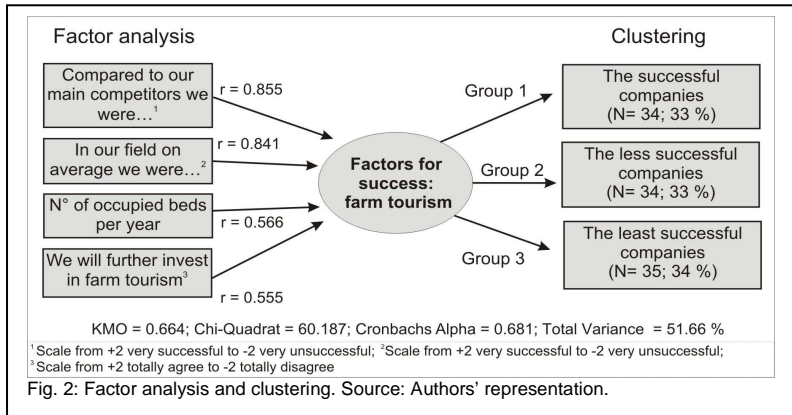 Factor analysis
Clustering
Compared to our
main competitors we
were…¹
r = 0.855
In our field on
average we were…²
r = 0.841
N° of occupied beds
per year
r = 0.566
We will further invest
in farm tourism³
r = 0.555
Factors for
success:
farm tourism
Group 1
The successful
companies
(N= 34; 33 %)
Group 2
The less successful
companies
(N= 34; 33 %)
Group 3
The least successful
companies
(N= 35; 34 %)
KMO = 0.664; Chi-Quadrat = 60.187; Cronbachs Alpha = 0.681; Total Variance = 51.66 %
¹ Scale from +2 very successful to -2 very unsuccessful; ²Scale from +2 very successful to -2 very unsuccessful;
³ Scale from +2 totally agree to -2 totally disagree
Fig. 2: Factor analysis and clustering. Source: Authors' representation.